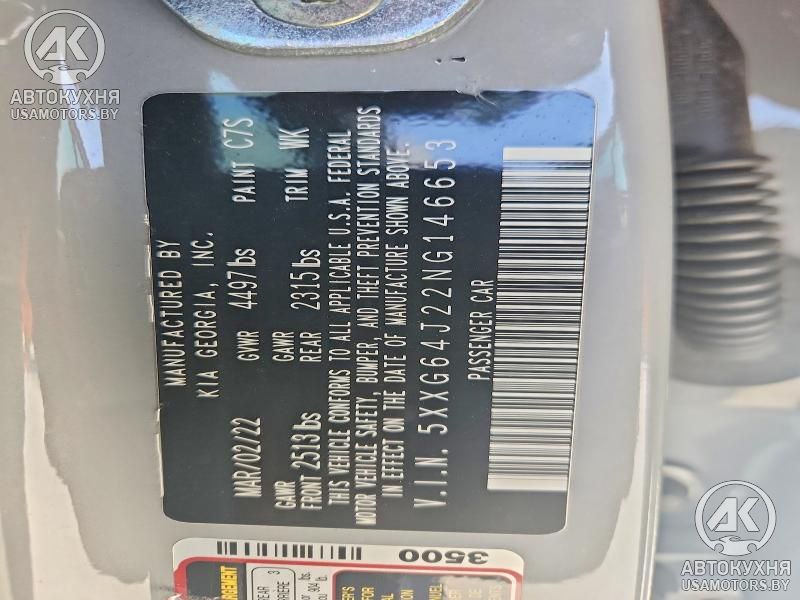 MANUFACTURED BY
KIA GEORGIA, INC.
MAR/02/22 GVWR 4497lbs PAINT C7S
GAWR FRONT 2513lbs GAWR REAR 2315lbs TRIM WK
THIS VEHICLE CONFORMS TO ALL APPLICABLE U.S.A. FEDERAL
MOTOR VEHICLE SAFETY, BUMPER, AND THEFT PREVENTION STANDARDS
IN EFFECT ON THE DATE OF MANUFACTURE SHOWN ABOVE.
V.I.N. 5XXG64J22NG146653
PASSENGER CAR
3500
AK
АВТОКУХНЯ
USAMOTORS.BY
AK
АВТОКУХНЯ
USAMOTORS.BY